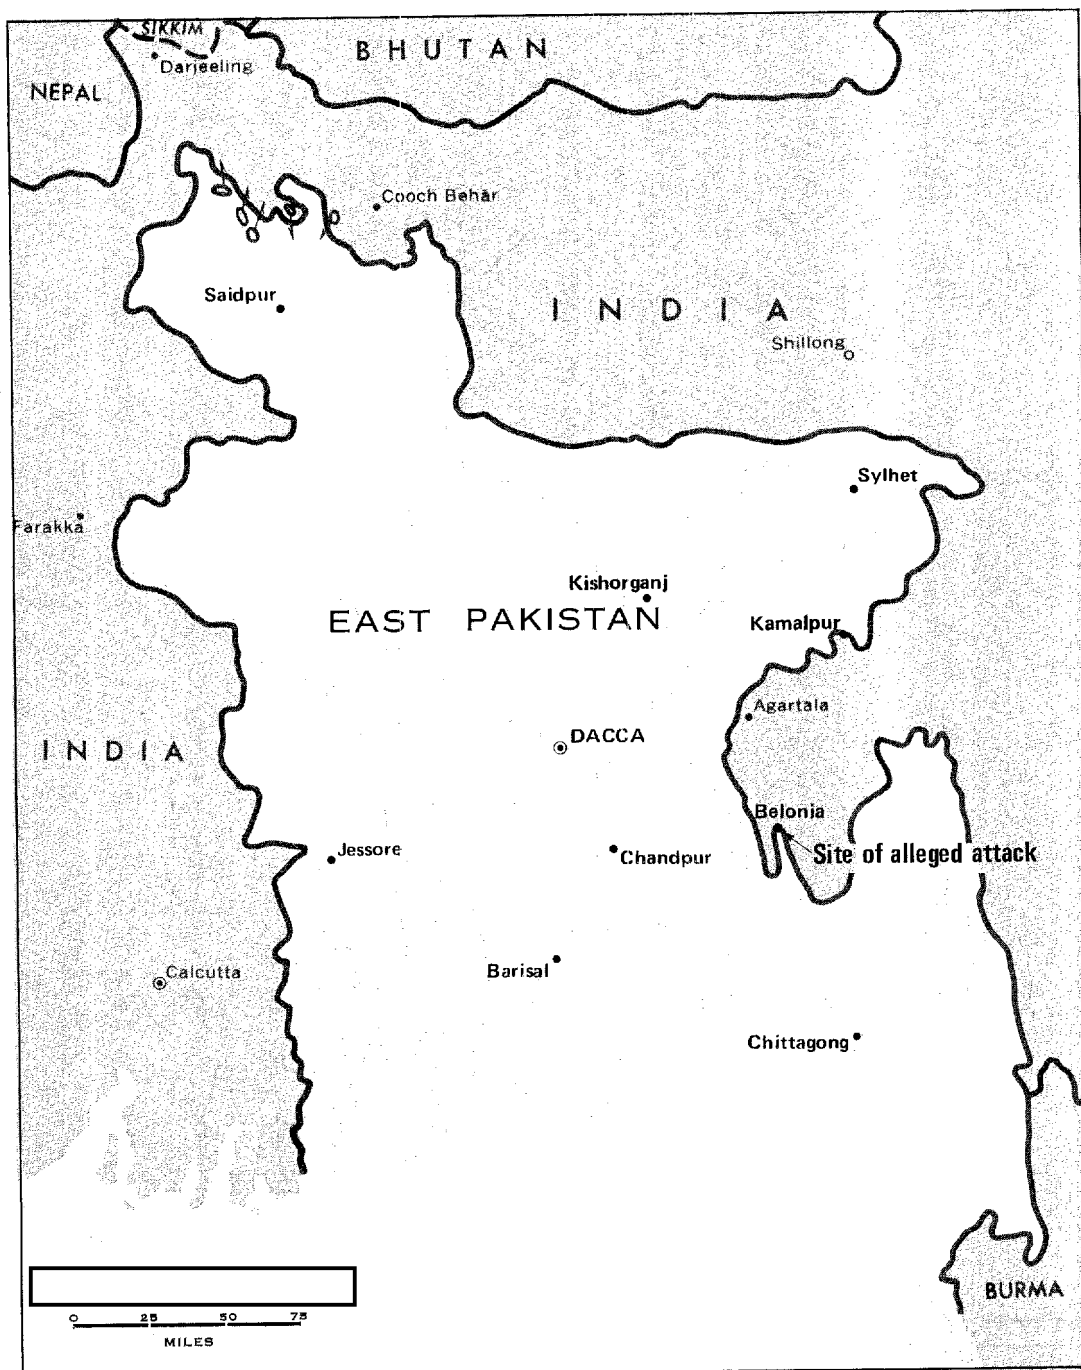 SIKKIM
BHUTAN
Darjeeling
NEPAL
Cooch Behār
Saidpur
INDIA
Shillong
Sylhet
Farakka
Kishorganj
EAST PAKISTAN
Kamalpur
Agartala
INDIA
DACCA
Belonia
Jessore
Chandpur
Site of alleged attack
Calcutta
Barisal
Chittagong
BURMA
0 25 50 75
MILES